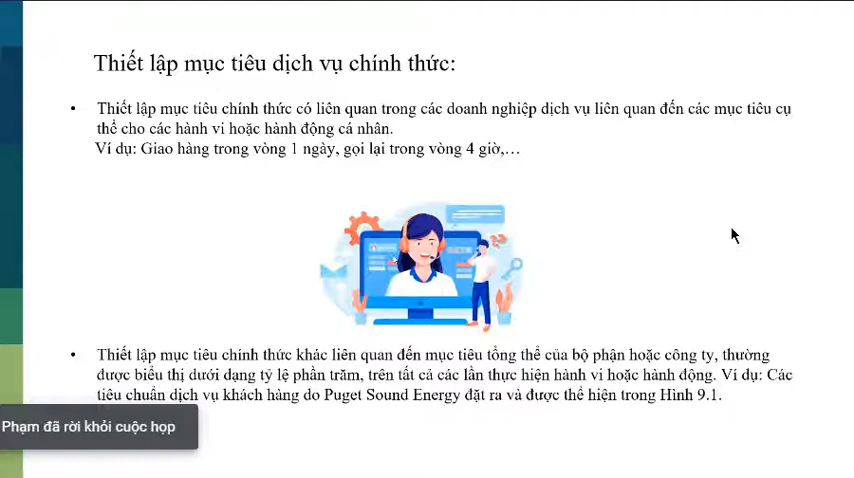 Thiết lập mục tiêu dịch vụ chính thức:
• Thiết lập mục tiêu chính thức có liên quan trong các doanh nghiệp dịch vụ liên quan đến các mục tiêu cụ
thể cho các hành vi hoặc hành động cá nhân.
Ví dụ: Giao hàng trong vòng 1 ngày, gọi lại trong vòng 4 giờ,…
• Thiết lập mục tiêu chính thức khác liên quan đến mục tiêu tổng thể của bộ phận hoặc công ty, thường
được biểu thị dưới dạng tỷ lệ phần trăm, trên tất cả các lần thực hiện hành vi hoặc hành động. Ví dụ: Các
tiêu chuẩn dịch vụ khách hàng do Puget Sound Energy đặt ra và được thể hiện trong Hình 9.1.
Phạm đã rời khỏi cuộc họp